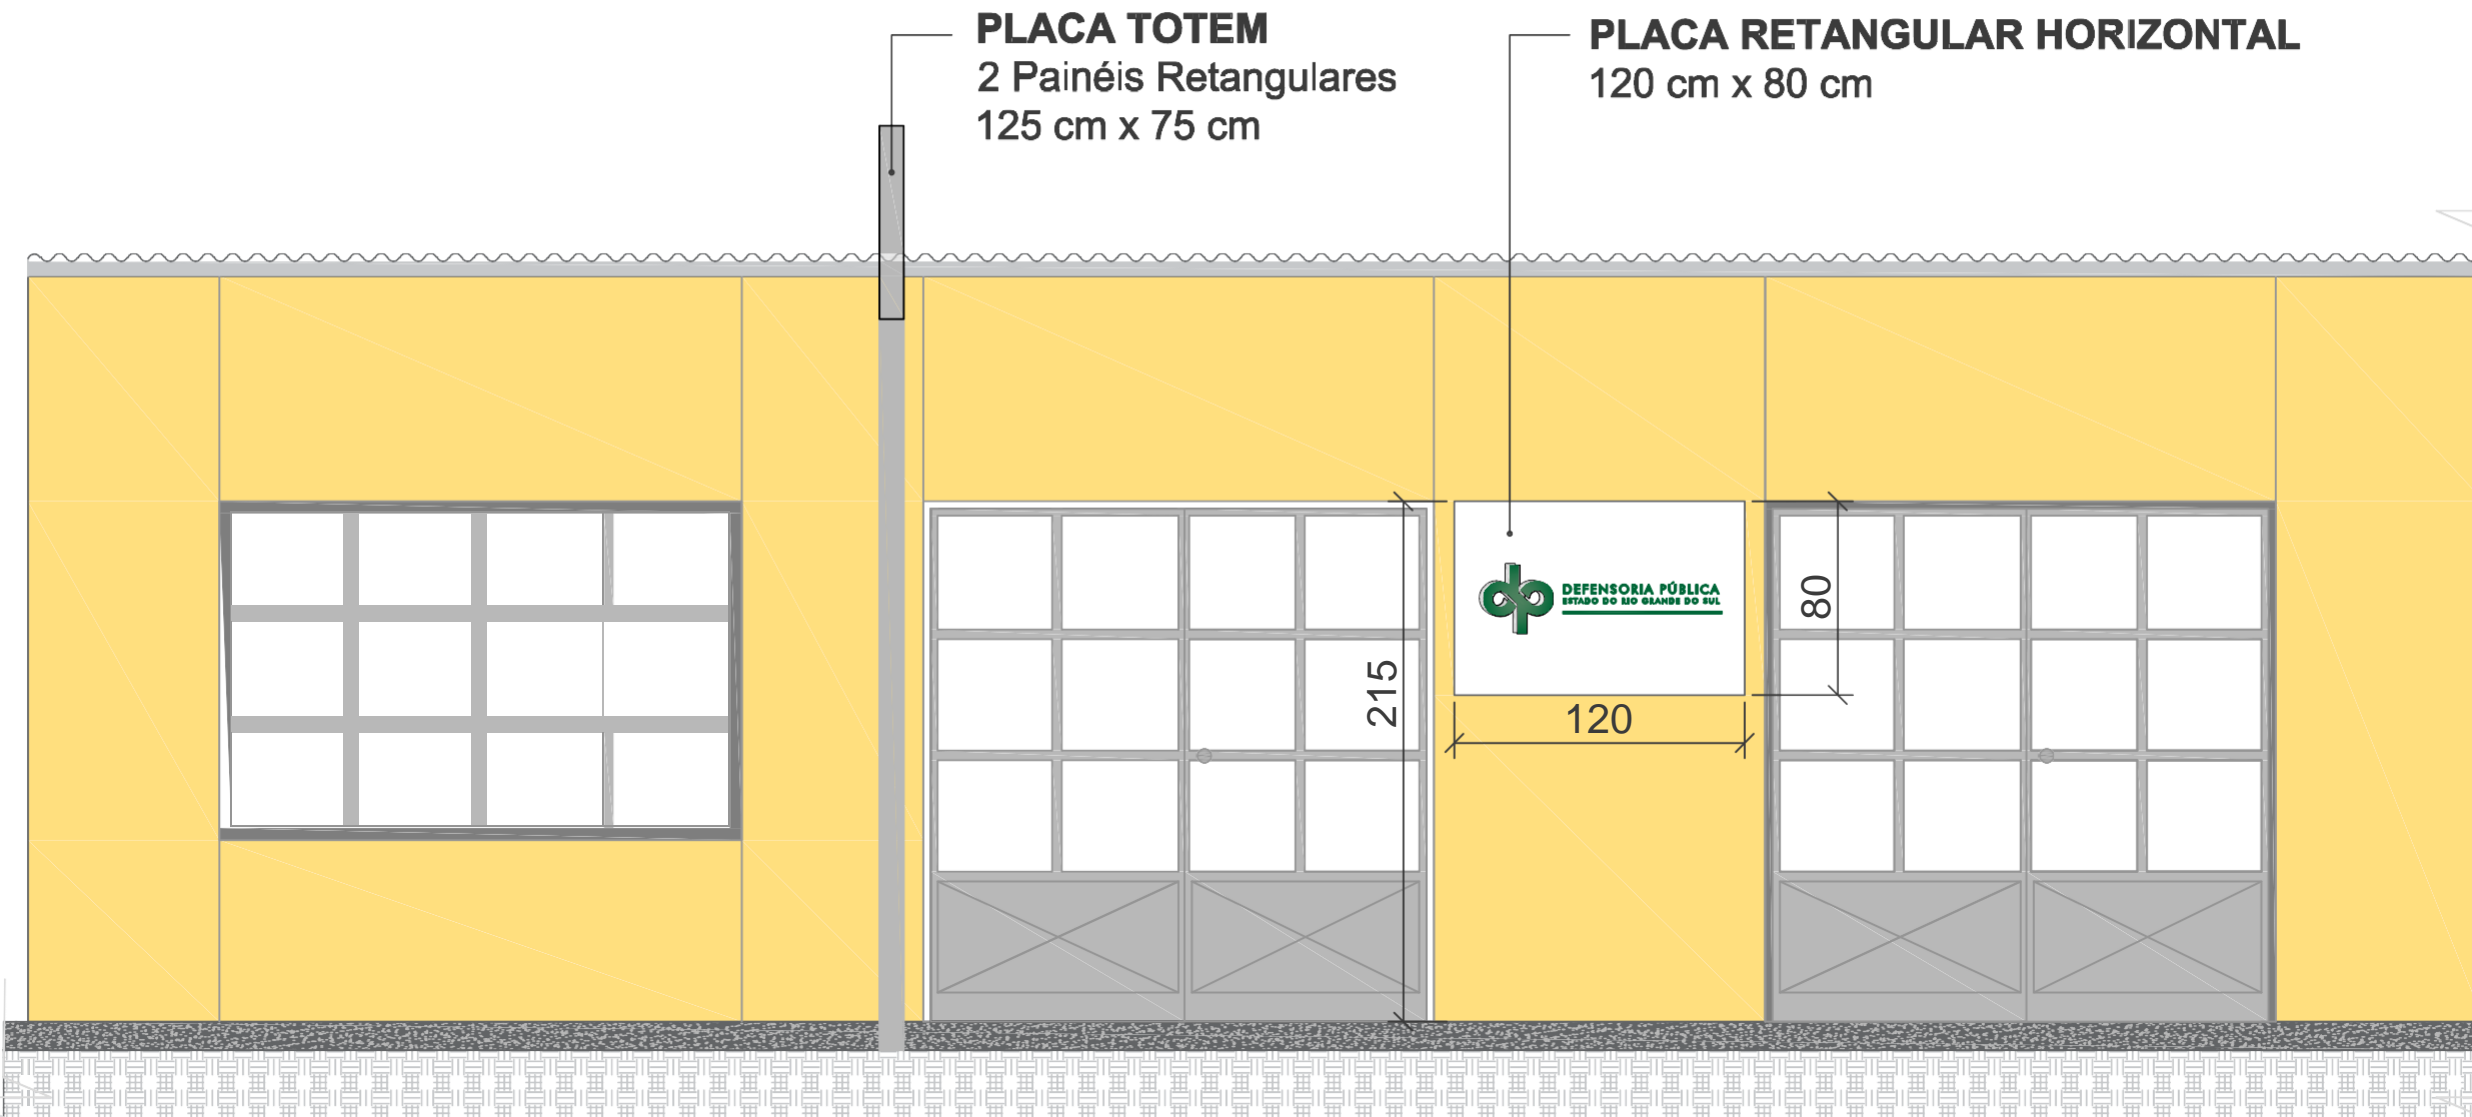 PLACA TOTEM
2 Painéis Retangulares
125 cm x 75 cm
PLACA RETANGULAR HORIZONTAL
120 cm x 80 cm
DEFENSORIA PÚBLICA
ESTADO DO RIO GRANDE DO SUL
80
215
120